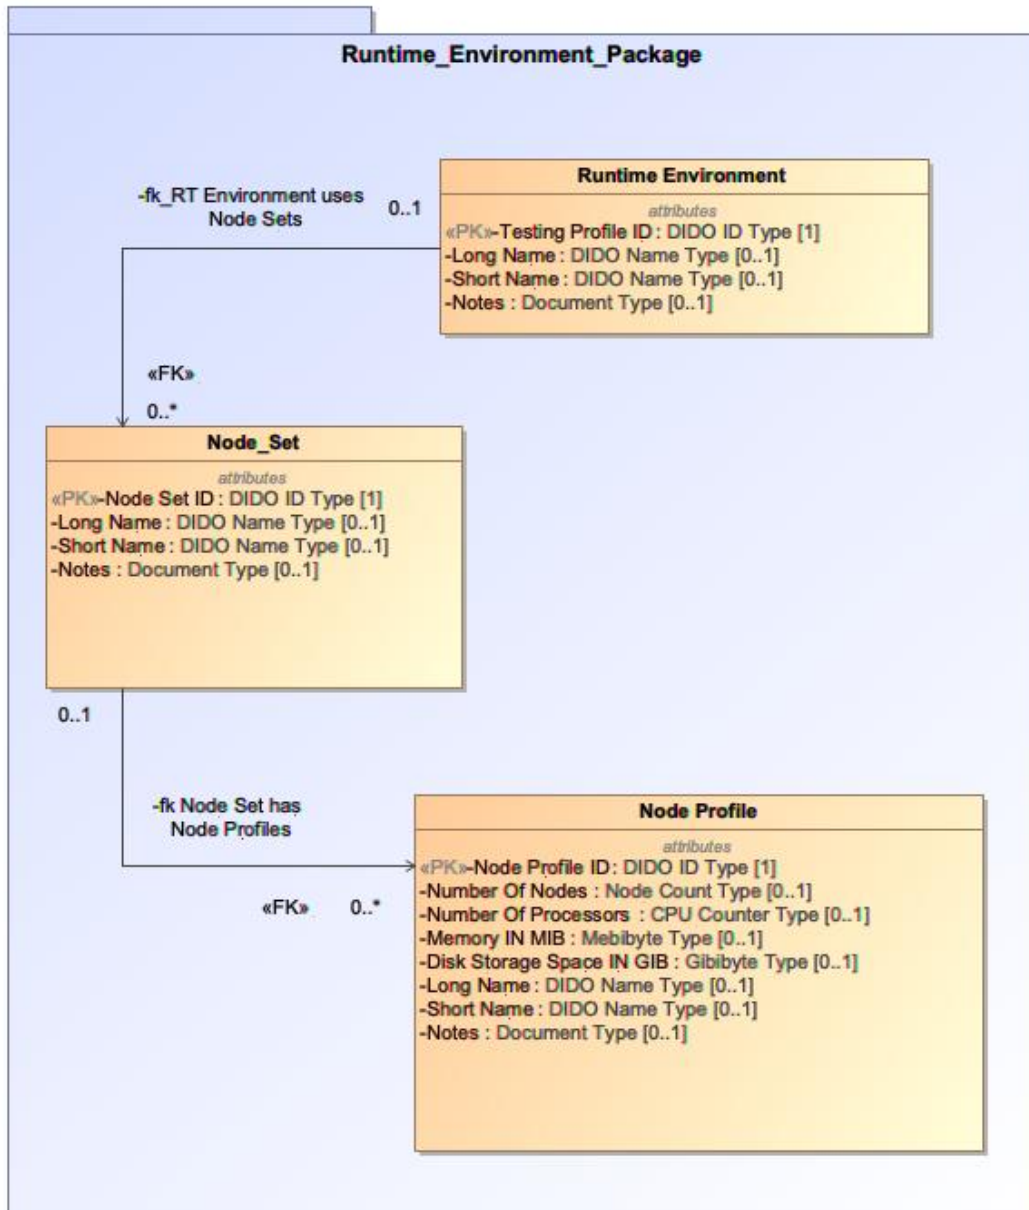 Runtime_Environment_Package
Runtime Environment
attributes
«PK»-Testing Profile ID : DIDO ID Type [1]
-Long Name : DIDO Name Type [0..1]
-Short Name : DIDO Name Type [0..1]
-Notes : Document Type [0..1]
-fk_RT Environment uses
Node Sets
0..1
«FK»
0..*
Node_Set
attributes
«PK»-Node Set ID : DIDO ID Type [1]
-Long Name : DIDO Name Type [0..1]
-Short Name : DIDO Name Type [0..1]
-Notes : Document Type [0..1]
0..1
-fk Node Set has
Node Profiles
«FK»
0..*
Node Profile
attributes
«PK»-Node Profile ID : DIDO ID Type [1]
-Number Of Nodes : Node Count Type [0..1]
-Number Of Processors : CPU Counter Type [0..1]
-Memory IN MIB : Mebibyte Type [0..1]
-Disk Storage Space IN GIB : Gibibyte Type [0..1]
-Long Name : DIDO Name Type [0..1]
-Short Name : DIDO Name Type [0..1]
-Notes : Document Type [0..1]